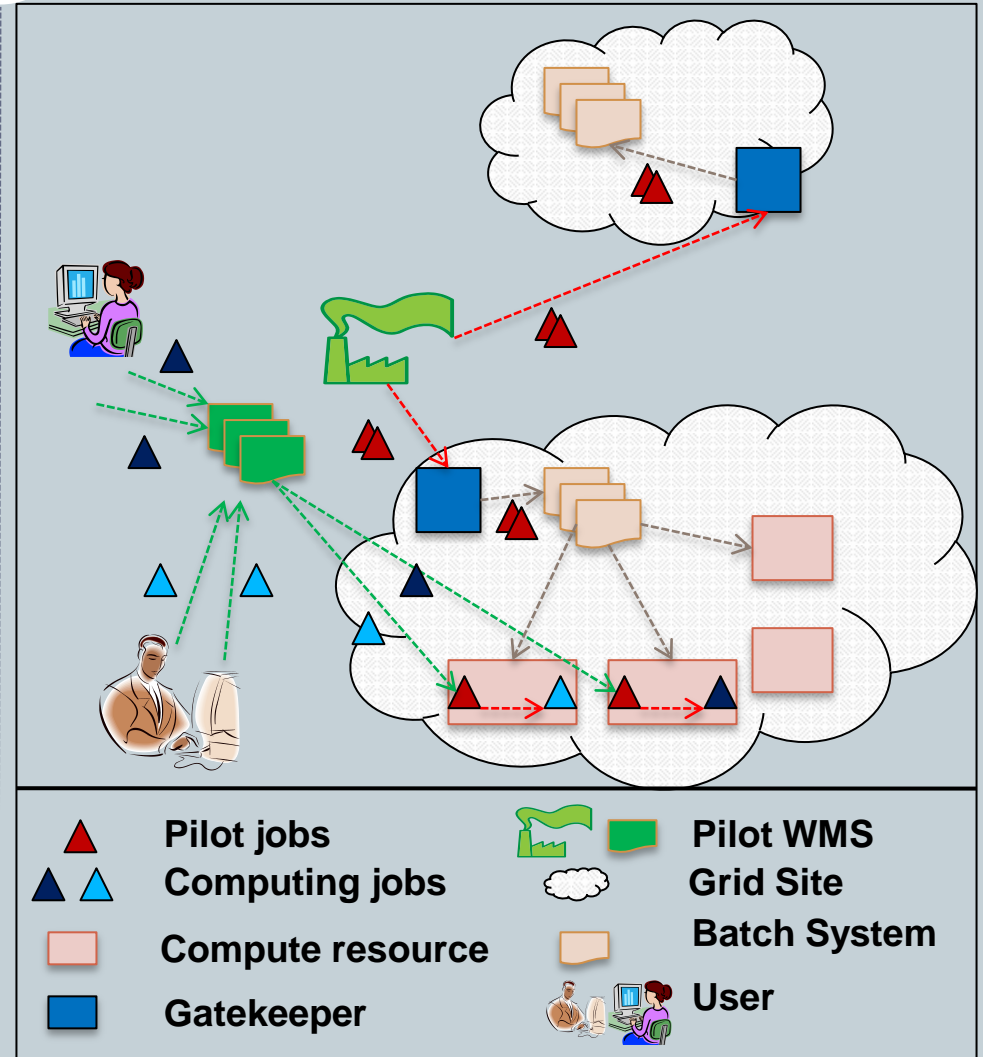 Pilot jobs
Pilot WMS
Computing jobs
Grid Site
Compute resource
Batch System
Gatekeeper
User